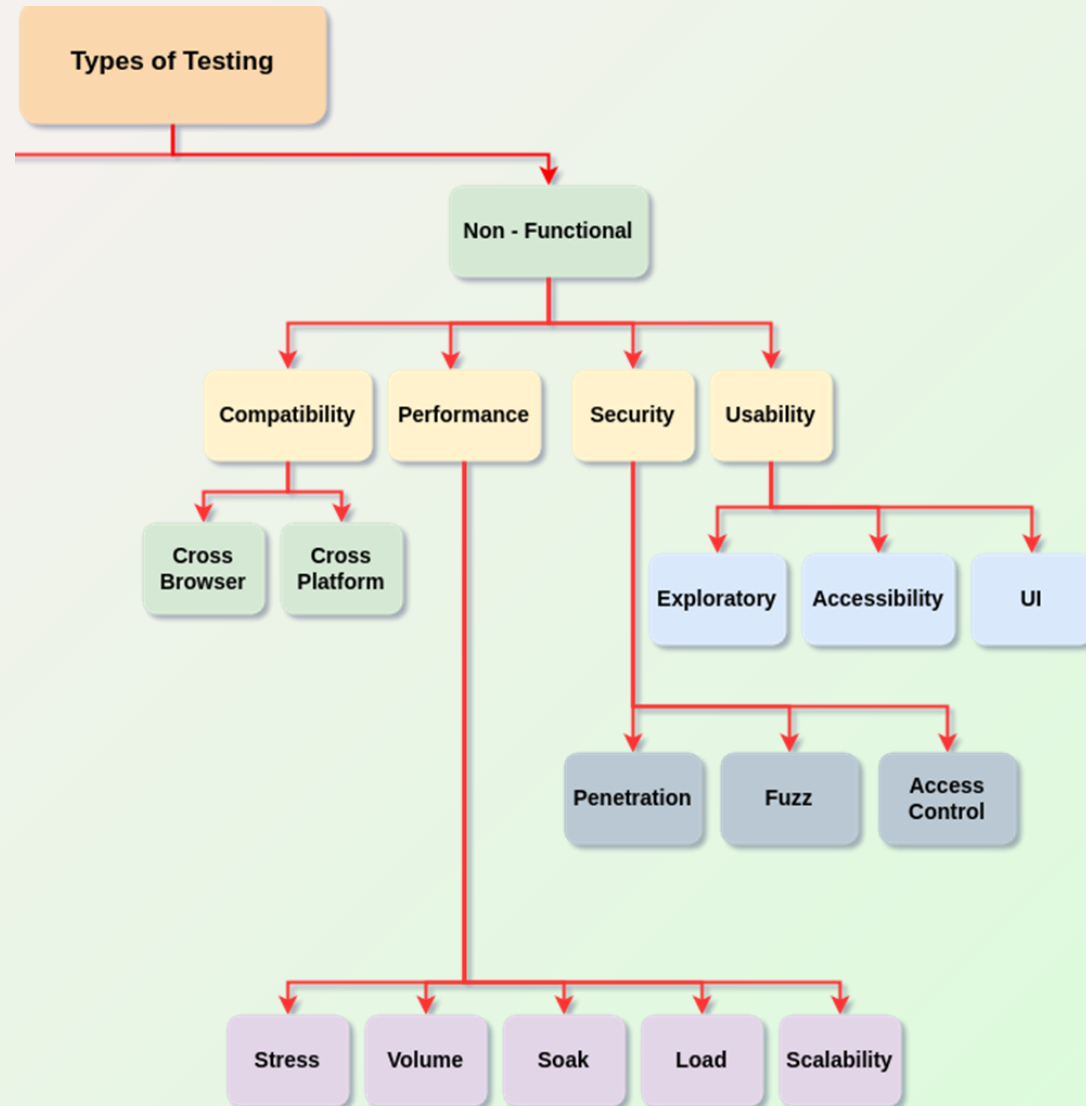 Types of Testing
Non - Functional
Compatibility
Performance
Security
Usability
Cross
Browser
Cross
Platform
Exploratory
Accessibility
UI
Penetration
Fuzz
Access
Control
Stress
Volume
Soak
Load
Scalability